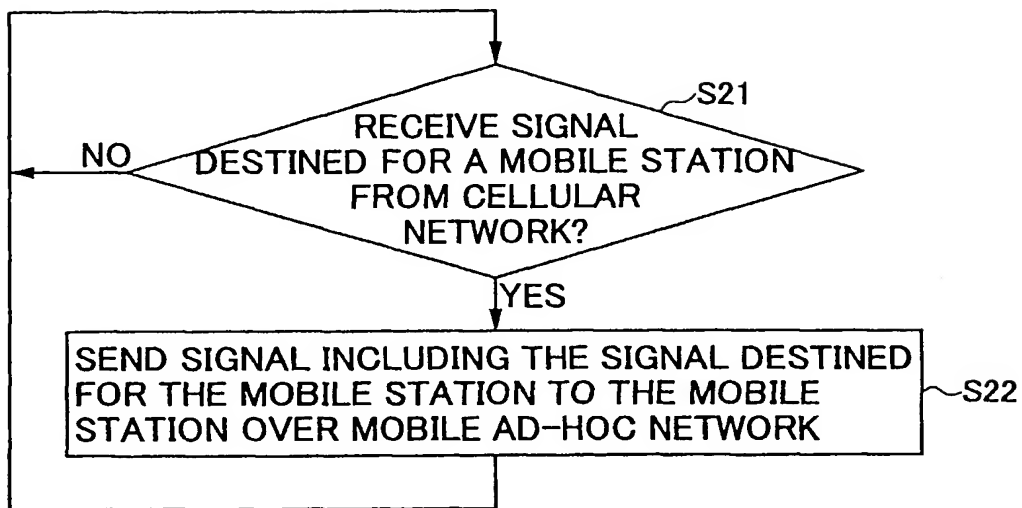 S21
RECEIVE SIGNAL
DESTINED FOR A MOBILE STATION
FROM CELLULAR
NETWORK?
NO
YES
SEND SIGNAL INCLUDING THE SIGNAL DESTINED
FOR THE MOBILE STATION TO THE MOBILE
STATION OVER MOBILE AD-HOC NETWORK
S22